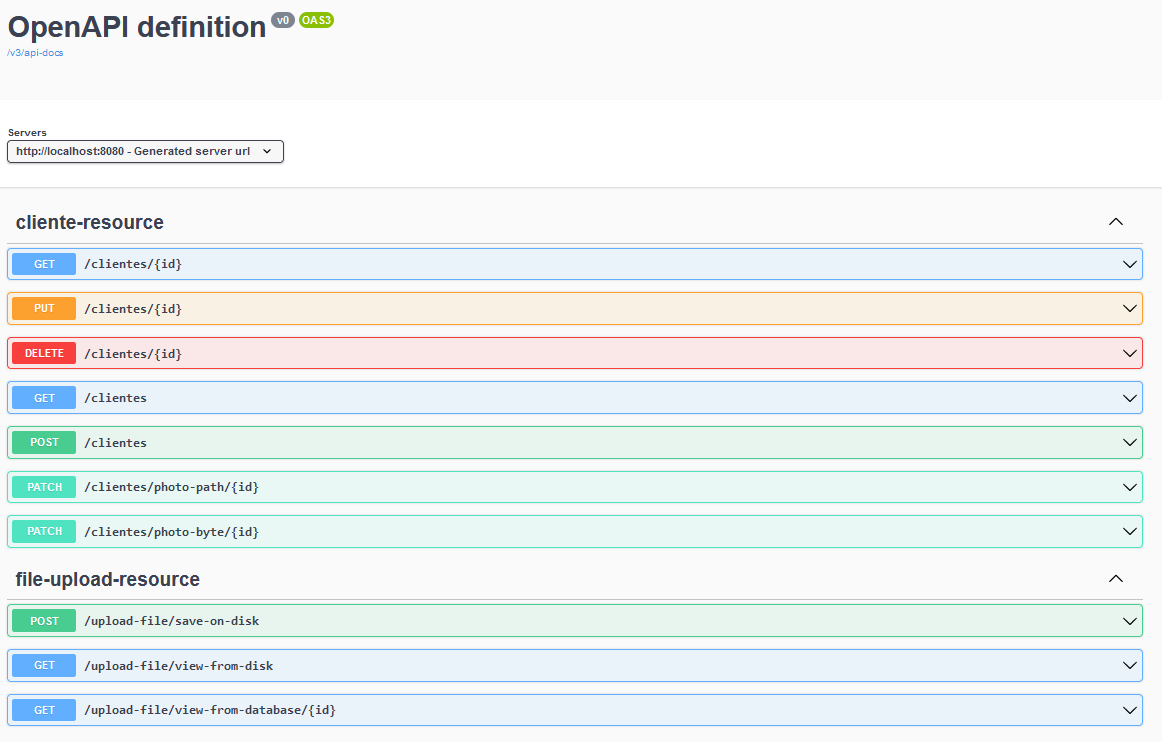 OpenAPI definition v0 OAS3
/v3/api-docs
Servers
http://localhost:8080 - Generated server url
cliente-resource
GET /clientes/{id}
PUT /clientes/{id}
DELETE /clientes/{id}
GET /clientes
POST /clientes
PATCH /clientes/photo-path/{id}
PATCH /clientes/photo-byte/{id}
file-upload-resource
POST /upload-file/save-on-disk
GET /upload-file/view-from-disk
GET /upload-file/view-from-database/{id}